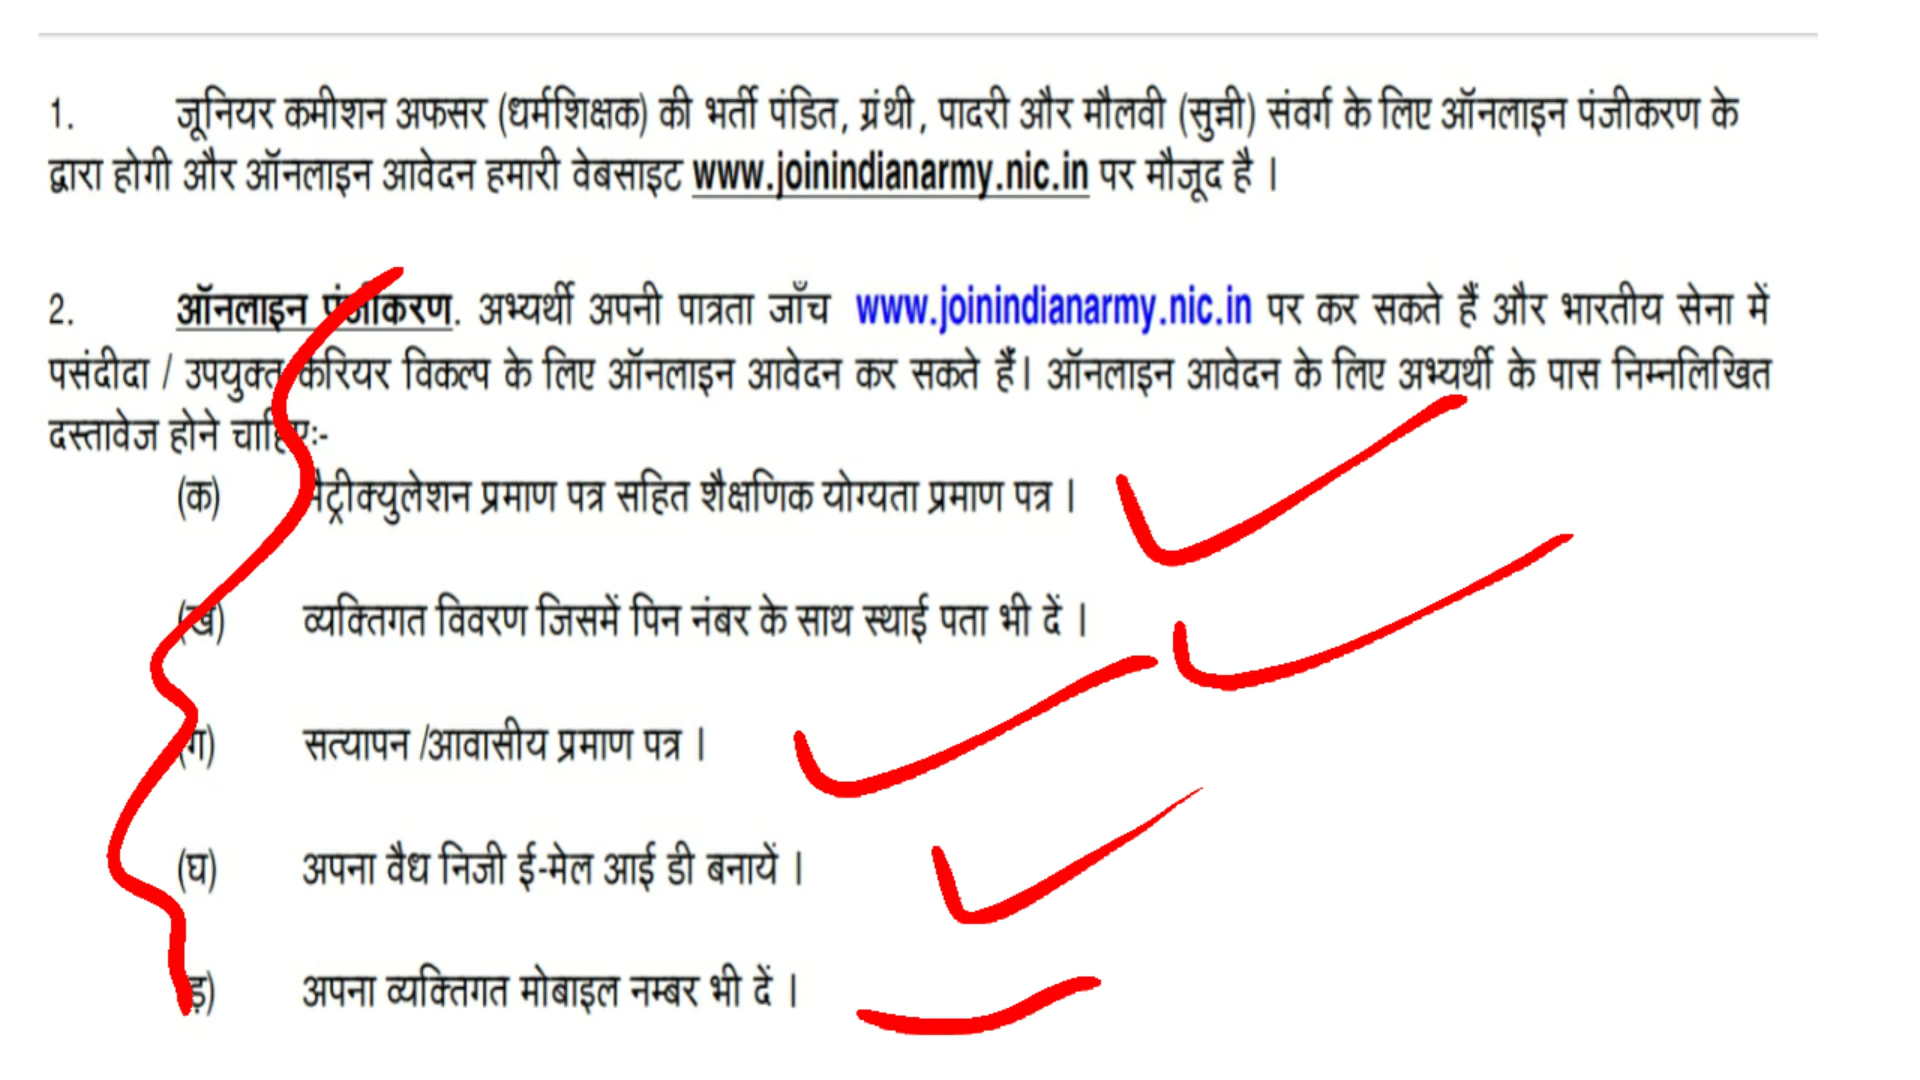 1. जूनियर कमीशन अफसर (धर्मशिक्षक) की भर्ती पंडित, ग्रंथी, पादरी और मौलवी (सुन्नी) संवर्ग के लिए ऑनलाइन पंजीकरण के
द्वारा होगी और ऑनलाइन आवेदन हमारी वेबसाइट www.joinindianarmy.nic.in पर मौजूद है ।
2. ऑनलाइन पंजीकरण. अभ्यर्थी अपनी पात्रता जाँच www.joinindianarmy.nic.in पर कर सकते हैं और भारतीय सेना में
पसंदीदा / उपयुक्त कैरियर विकल्प के लिए ऑनलाइन आवेदन कर सकते हैं। ऑनलाइन आवेदन के लिए अभ्यर्थी के पास निम्नलिखित
दस्तावेज होने चाहिएः-
(क) मैट्रीक्युलेशन प्रमाण पत्र सहित शैक्षणिक योग्यता प्रमाण पत्र ।
(ख) व्यक्तिगत विवरण जिसमें पिन नंबर के साथ स्थाई पता भी दें ।
(ग) सत्यापन /आवासीय प्रमाण पत्र ।
(घ) अपना वैध निजी ई-मेल आई डी बनायें ।
(ड़) अपना व्यक्तिगत मोबाइल नम्बर भी दें ।